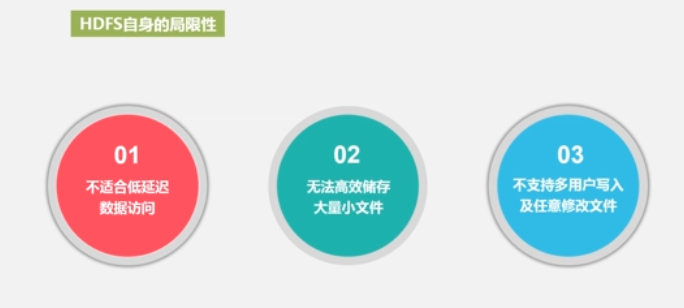 HDFS自身的局限性
01
不适合低延迟
数据访问
02
无法高效储存
大量小文件
03
不支持多用户写入
及任意修改文件